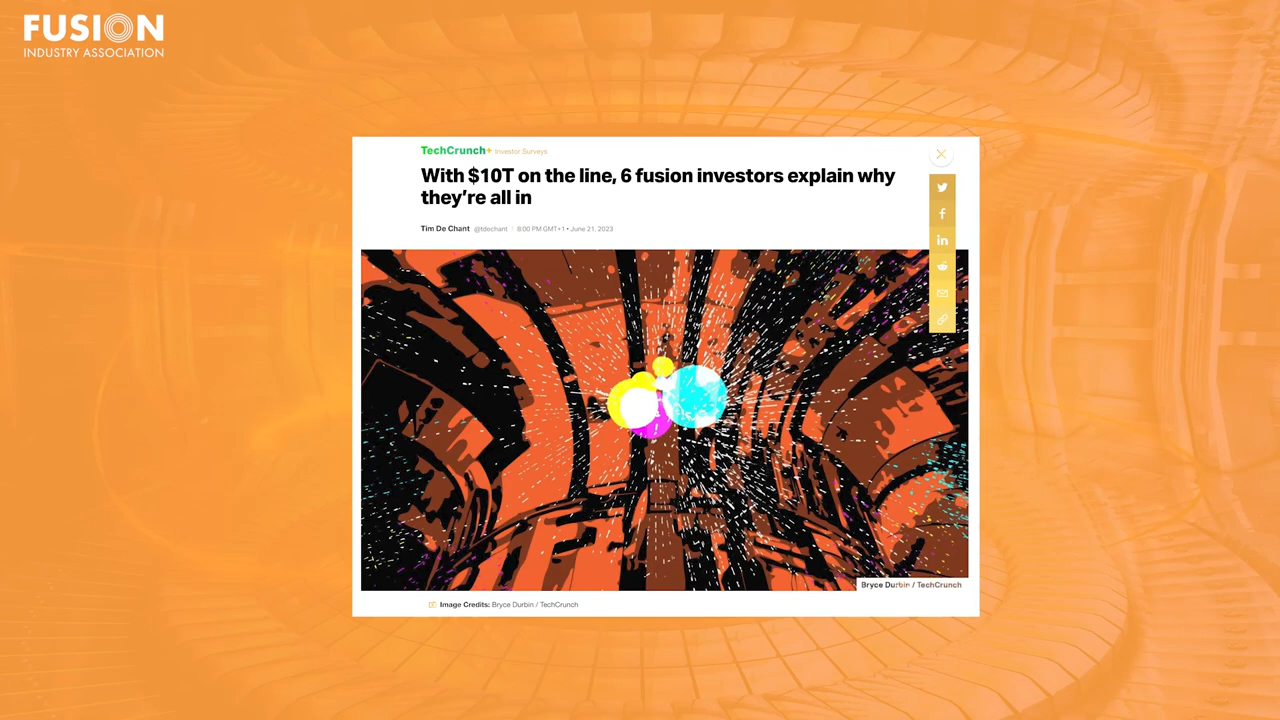 FUSION
INDUSTRY ASSOCIATION
TechCrunch+ Investor Surveys
With $10T on the line, 6 fusion investors explain why
they're all in
Tim De Chant @tdechant / 8:00 PM GMT+1 • June 21, 2023
Bryce Durbin / TechCrunch
Image Credits: Bryce Durbin / TechCrunch